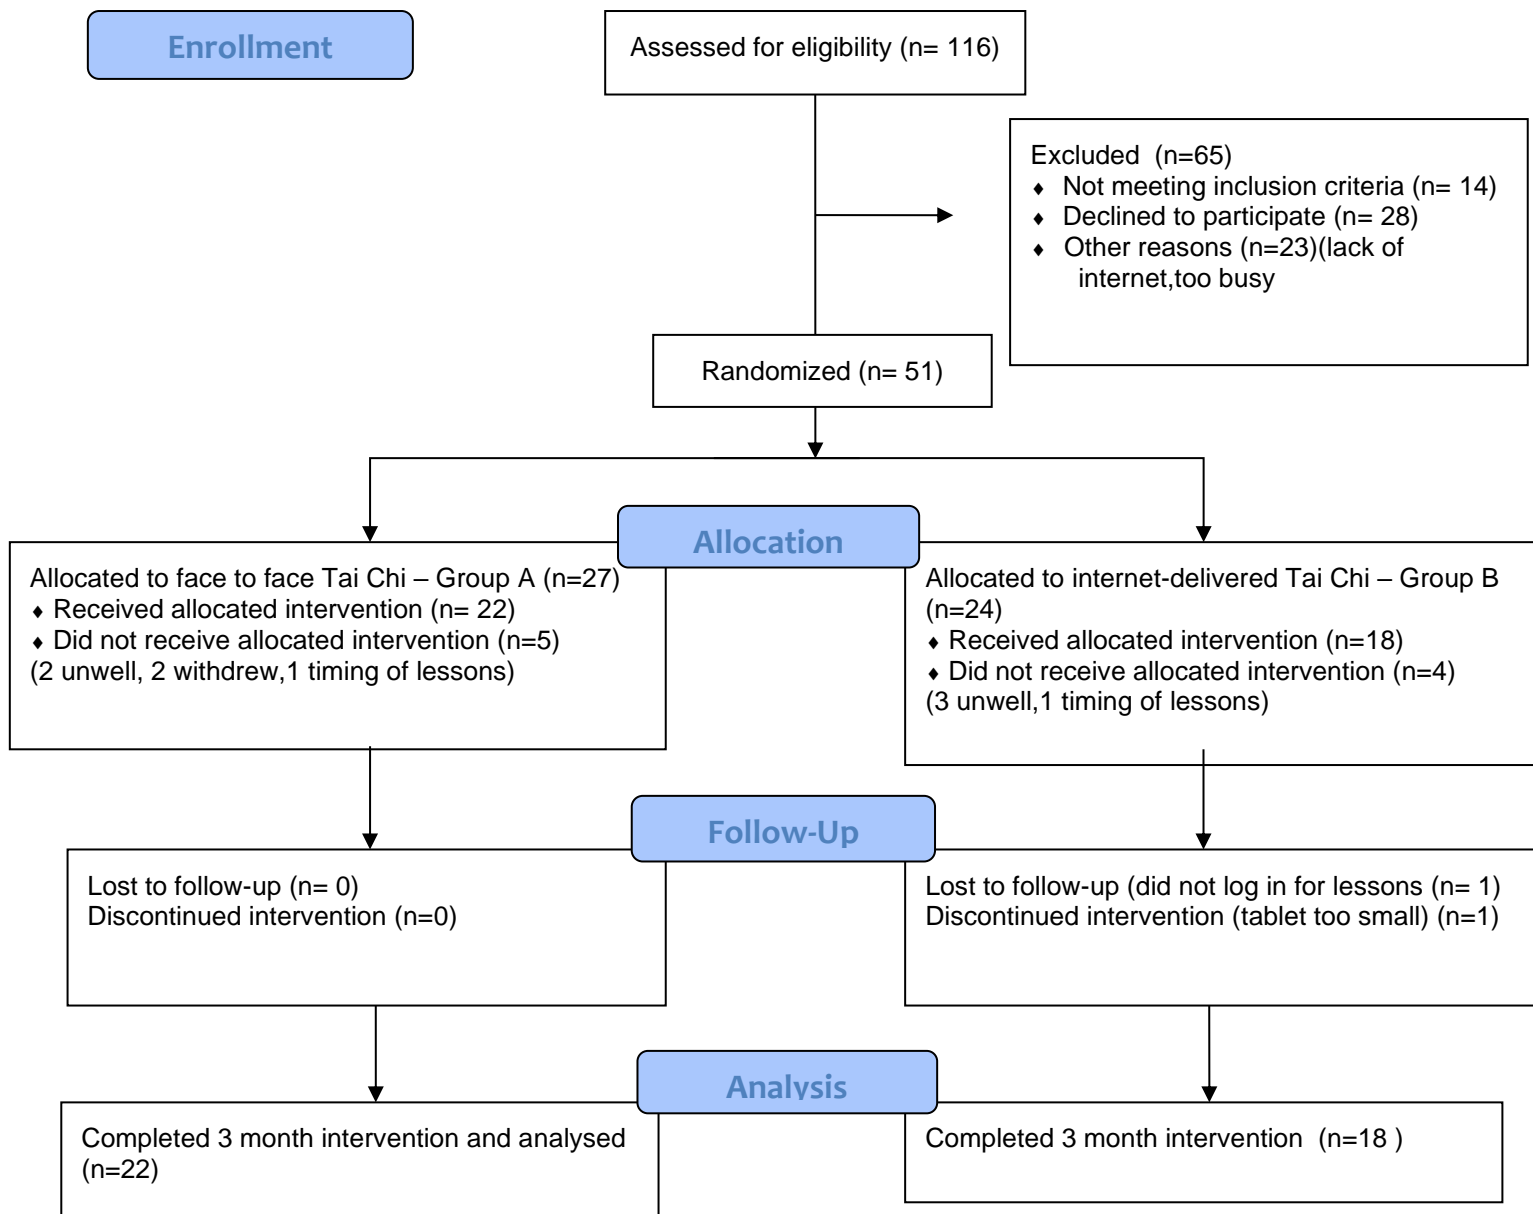 Enrollment
Assessed for eligibility (n= 116)
Excluded  (n=65)
♦ Not meeting inclusion criteria (n= 14)
♦ Declined to participate (n= 28)
♦ Other reasons (n=23)(lack of
internet,too busy
Randomized (n= 51)
Allocation
Allocated to face to face Tai Chi – Group A (n=27)
♦ Received allocated intervention (n= 22)
♦ Did not receive allocated intervention (n=5)
(2 unwell, 2 withdrew,1 timing of lessons)
Allocated to internet-delivered Tai Chi – Group B
(n=24)
♦ Received allocated intervention (n=18)
♦ Did not receive allocated intervention (n=4)
(3 unwell,1 timing of lessons)
Follow-Up
Lost to follow-up (n= 0)
Discontinued intervention (n=0)
Lost to follow-up (did not log in for lessons (n= 1)
Discontinued intervention (tablet too small) (n=1)
Analysis
Completed 3 month intervention and analysed
(n=22)
Completed 3 month intervention  (n=18 )